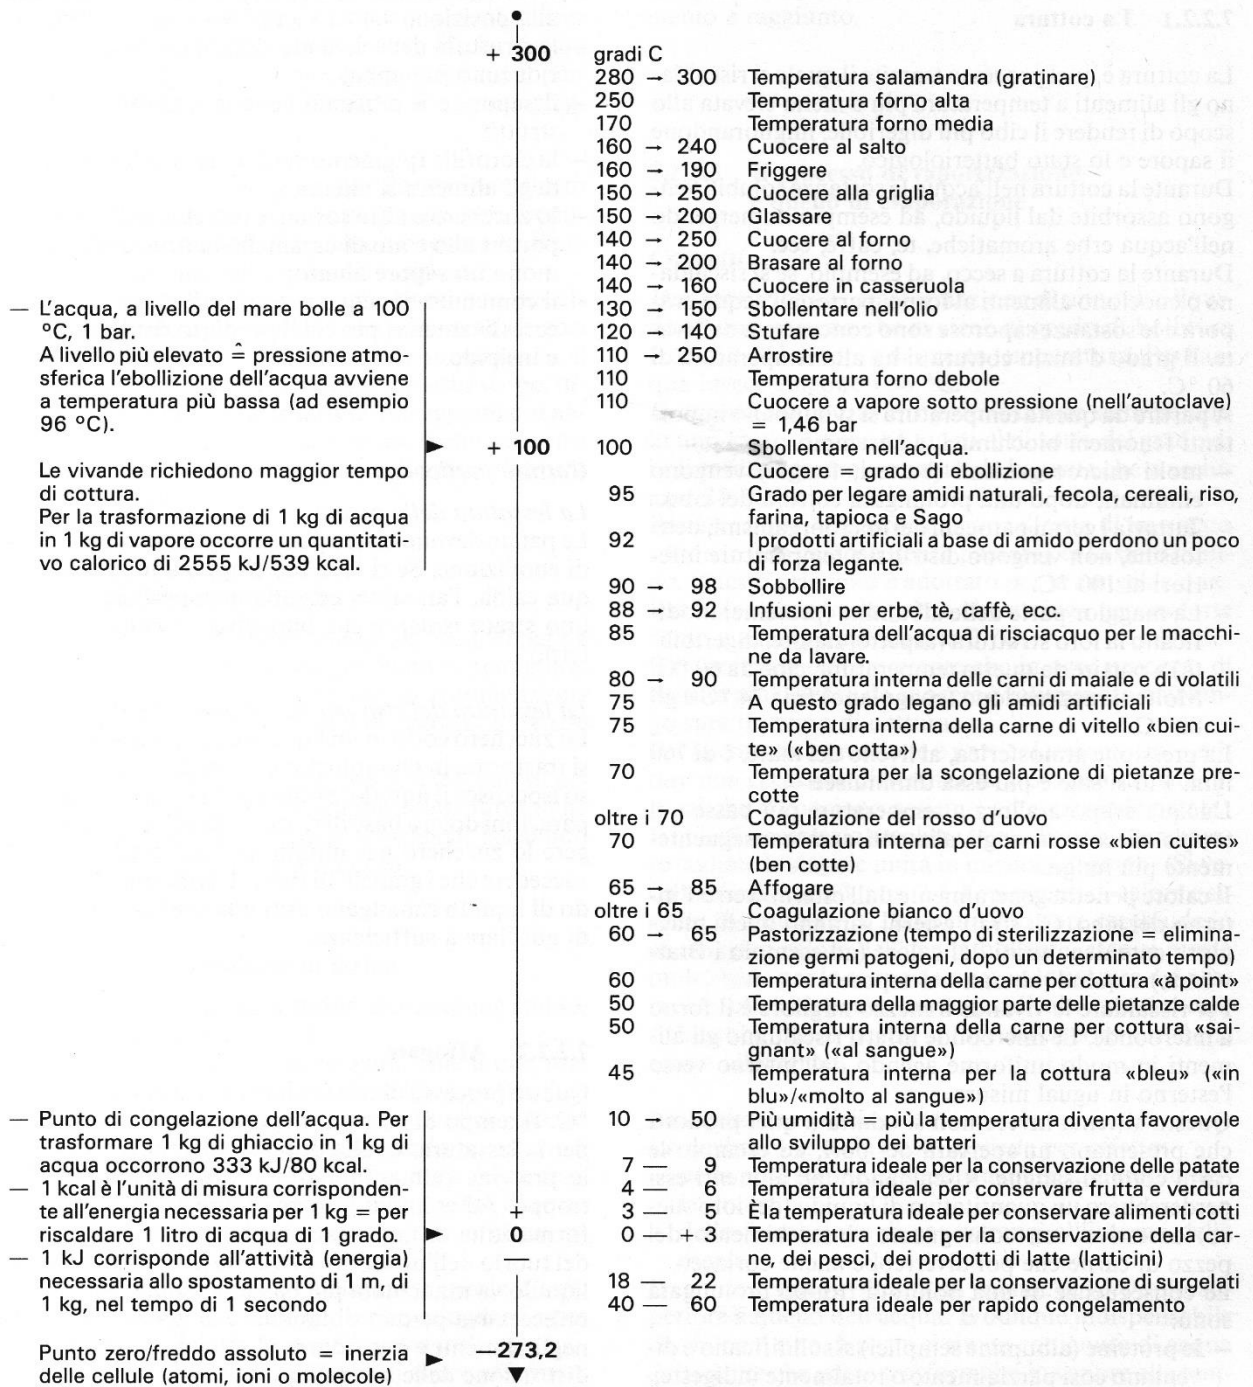 + 300
gradi C
280 → 300 Temperatura salamandra (gratinare)
250 Temperatura forno alta
170 Temperatura forno media
160 → 240 Cuocere al salto
160 → 190 Friggere
150 → 250 Cuocere alla griglia
150 → 200 Glassare
140 → 250 Cuocere al forno
140 → 200 Brasare al forno
140 → 160 Cuocere in casseruola
130 → 150 Sbollentare nell'olio
120 → 140 Stufare
110 → 250 Arrostire
110 Temperatura forno debole
110 Cuocere a vapore sotto pressione (nell'autoclave)
= 1,46 bar
— L'acqua, a livello del mare bolle a 100
°C, 1 bar.
A livello più elevato ≙ pressione atmo-
sferica l'ebollizione dell'acqua avviene
a temperatura più bassa (ad esempio
96 °C).
Le vivande richiedono maggior tempo
di cottura.
Per la trasformazione di 1 kg di acqua
in 1 kg di vapore occorre un quantitati-
vo calorico di 2555 kJ/539 kcal.
+ 100
100 Sbollentare nell'acqua.
Cuocere = grado di ebollizione
95 Grado per legare amidi naturali, fecola, cereali, riso,
farina, tapioca e Sago
92 I prodotti artificiali a base di amido perdono un poco
di forza legante.
90 → 98 Sobbollire
88 → 92 Infusioni per erbe, tè, caffè, ecc.
85 Temperatura dell'acqua di risciacquo per le macchi-
ne da lavare.
80 → 90 Temperatura interna delle carni di maiale e di volatili
75 A questo grado legano gli amidi artificiali
75 Temperatura interna della carne di vitello «bien cui-
te» («ben cotta»)
70 Temperatura per la scongelazione di pietanze pre-
cotte
oltre i 70 Coagulazione del rosso d'uovo
70 Temperatura interna per carni rosse «bien cuites»
(ben cotte)
65 → 85 Affogare
oltre i 65 Coagulazione bianco d'uovo
60 → 65 Pastorizzazione (tempo di sterilizzazione = elimina-
zione germi patogeni, dopo un determinato tempo)
60 Temperatura interna della carne per cottura «à point»
50 Temperatura della maggior parte delle pietanze calde
50 Temperatura interna della carne per cottura «sai-
gnant» («al sangue»)
45 Temperatura interna per la cottura «bleu» («in
blu»/«molto al sangue»)
10 — 50 Più umidità = più la temperatura diventa favorevole
allo sviluppo dei batteri
7 — 9 Temperatura ideale per la conservazione delle patate
4 — 6 Temperatura ideale per conservare frutta e verdura
3 — 5 È la temperatura ideale per conservare alimenti cotti
0 — + 3 Temperatura ideale per la conservazione della car-
ne, dei pesci, dai prodotti di latte (latticini)
18 — 22 Temperatura ideale per la conservazione di surgelati
40 — 60 Temperatura ideale per rapido congelamento
— Punto di congelazione dell'acqua. Per
trasformare 1 kg di ghiaccio in 1 kg di
acqua occorrono 333 kJ/80 kcal.
— 1 kcal è l'unità di misura corrisponden-
te all'energia necessaria per 1 kg = per
riscaldare 1 litro di acqua di 1 grado.
— 1 kJ corrisponde all'attività (energia)
necessaria allo spostamento di 1 m, di
1 kg, nel tempo di 1 secondo
+
0
—
Punto zero/freddo assoluto = inerzia
delle cellule (atomi, ioni o molecole)
−273,2